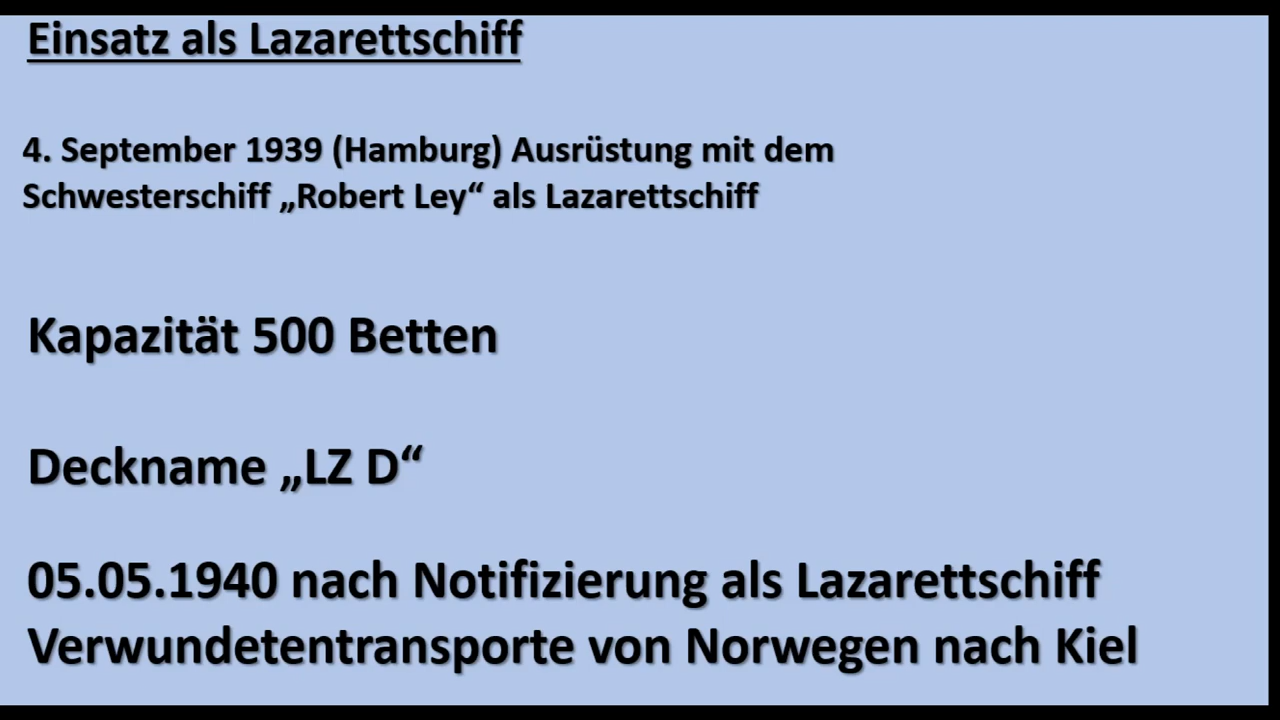 Einsatz als Lazarettschiff
4. September 1939 (Hamburg) Ausrüstung mit dem
Schwesterschiff „Robert Ley“ als Lazarettschiff
Kapazität 500 Betten
Deckname „LZ D“
05.05.1940 nach Notifizierung als Lazarettschiff
Verwundetentransporte von Norwegen nach Kiel